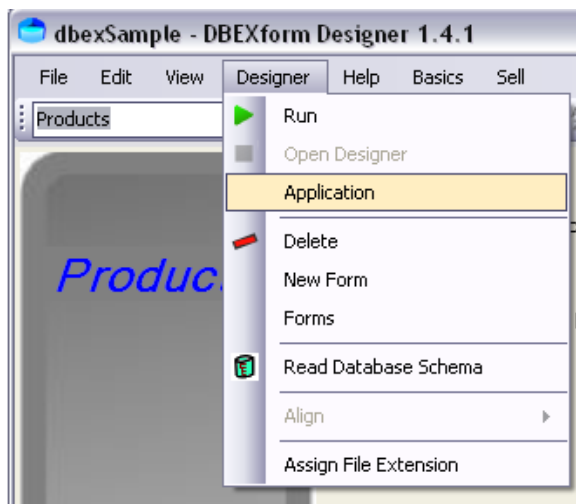 dbexSample - DBEXform Designer 1.4.1
File Edit View Designer Help Basics Sell
Products
Run
Open Designer
Application
Produc
Delete
New Form
Forms
Read Database Schema
Align
Assign File Extension